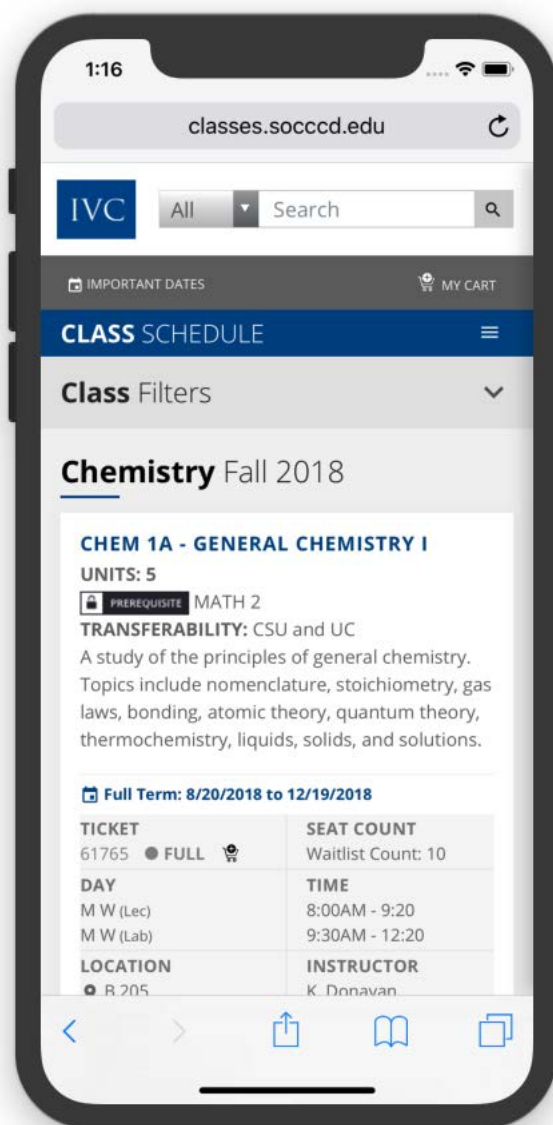 1:16
classes.socccd.edu
IVC All Search
IMPORTANT DATES MY CART
CLASS SCHEDULE
Class Filters
Chemistry Fall 2018
CHEM 1A - GENERAL CHEMISTRY I
UNITS: 5
PREREQUISITE MATH 2
TRANSFERABILITY: CSU and UC
A study of the principles of general chemistry.
Topics include nomenclature, stoichiometry, gas
laws, bonding, atomic theory, quantum theory,
thermochemistry, liquids, solids, and solutions.
Full Term: 8/20/2018 to 12/19/2018
TICKET SEAT COUNT
61765 FULL Waitlist Count: 10
DAY TIME
M W (Lec) 8:00AM - 9:20
M W (Lab) 9:30AM - 12:20
LOCATION INSTRUCTOR
B 205 K. Donavan